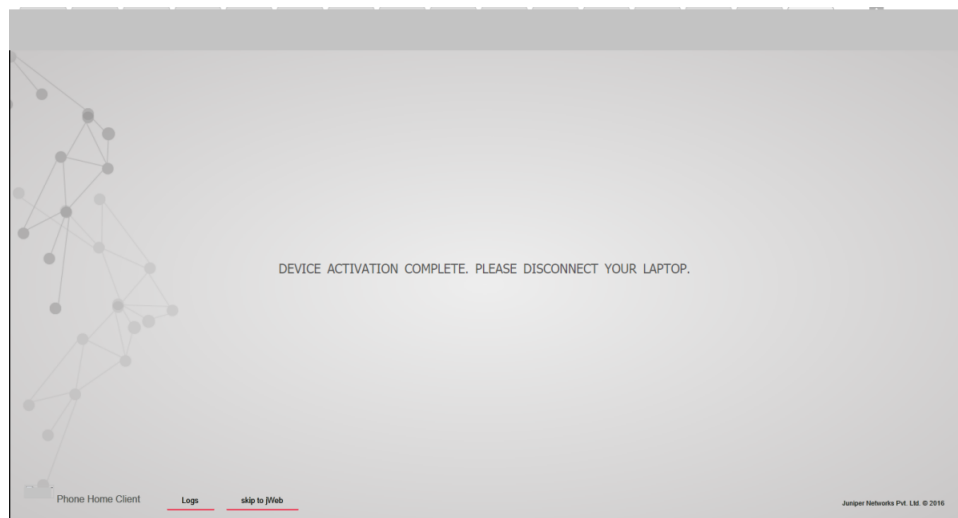 DEVICE ACTIVATION COMPLETE. PLEASE DISCONNECT YOUR LAPTOP.
Phone Home Client Logs skip to JWeb Juniper Networks Pvt. Ltd. © 2016